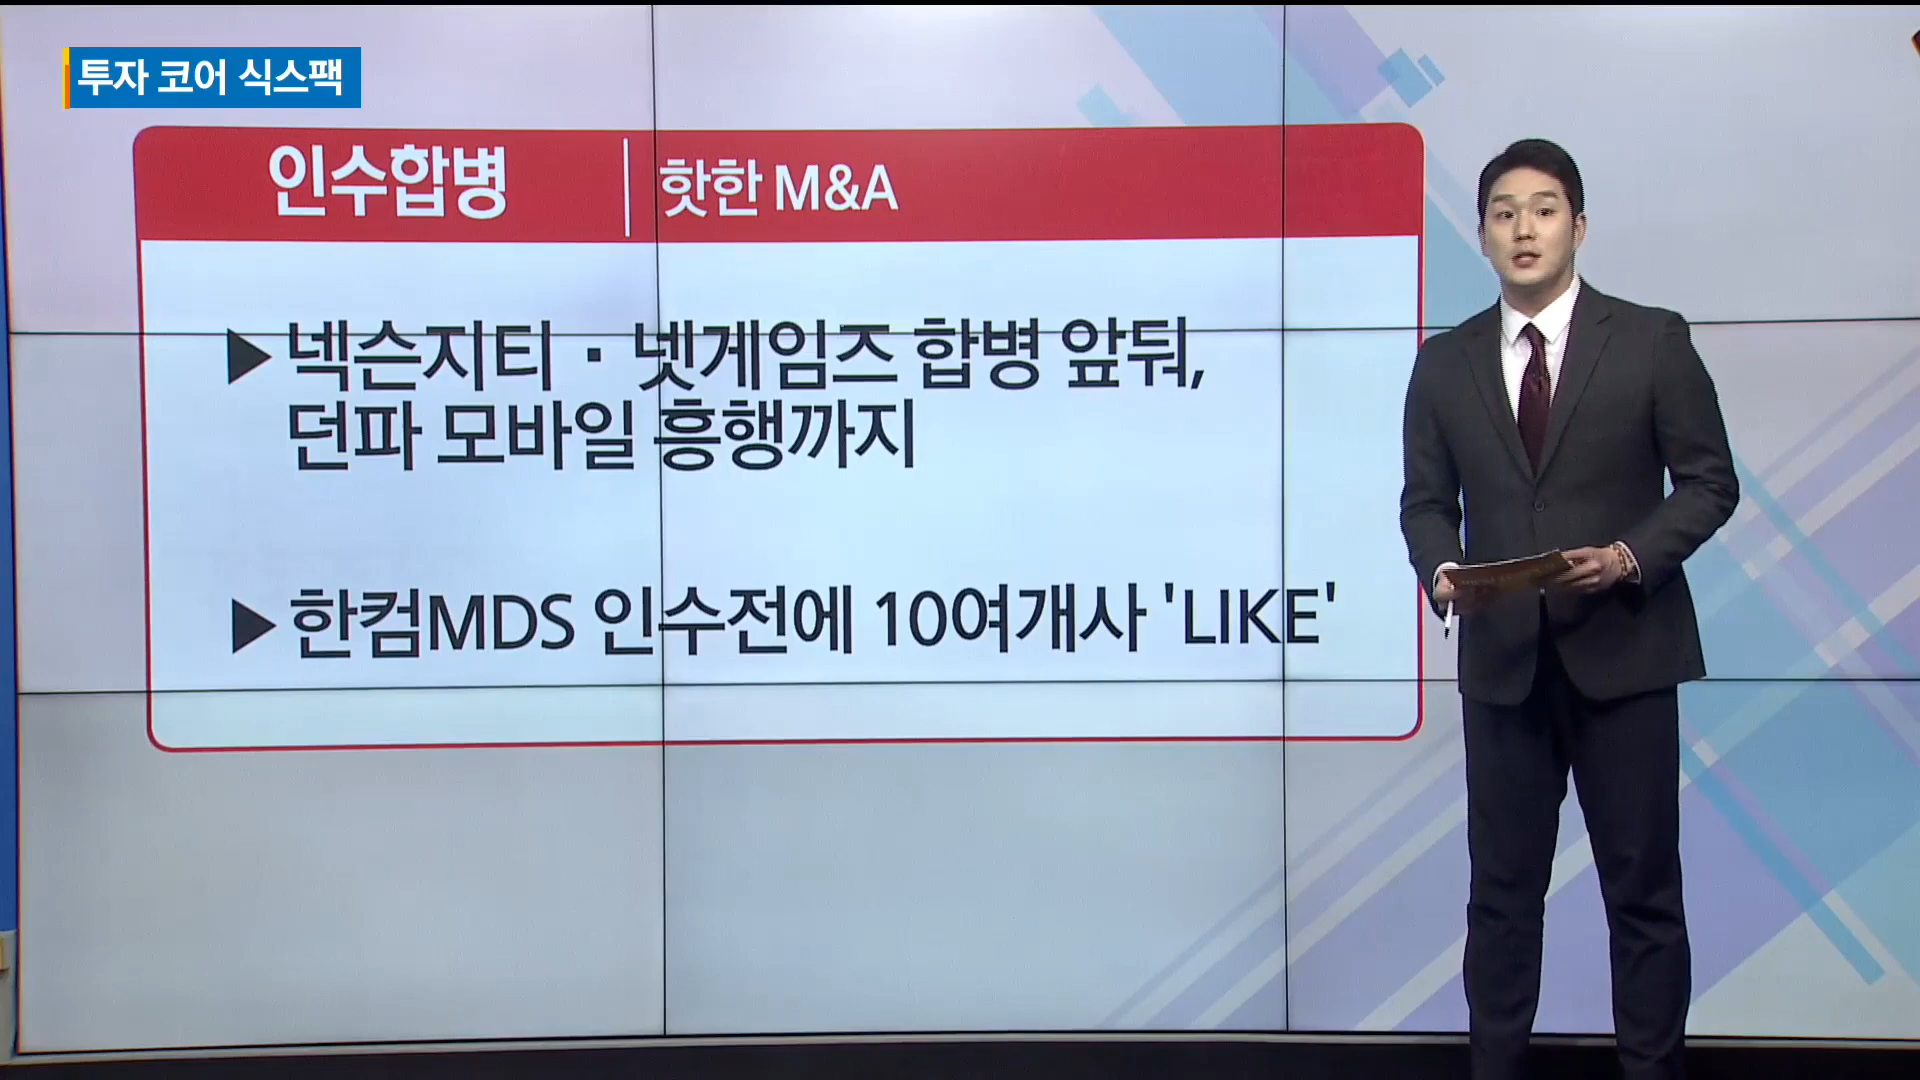 투자 코어 식스팩
인수합병 핫한 M&A
▶ 넥슨지티·넷게임즈 합병 앞둬,
던파 모바일 흥행까지
▶ 한컴MDS 인수전에 10여개사 'LIKE'